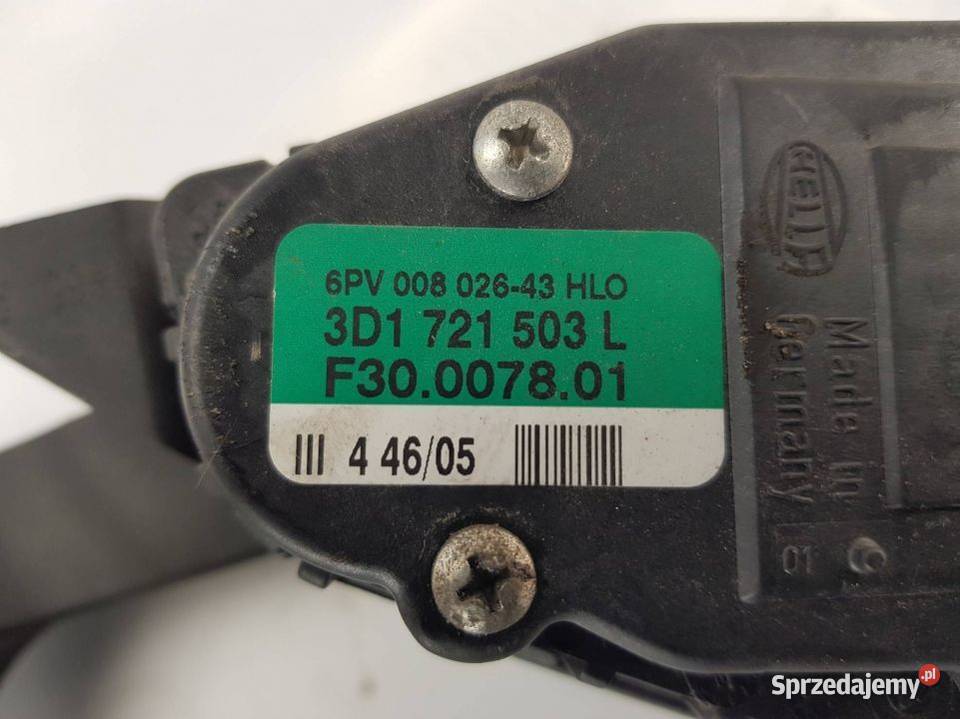 6PV 008 026-43 HLO
3D1 721 503 L
F30.0078.01
4 46/05
HELLA
Made in
Germany
01
Sprzedajemy.pl